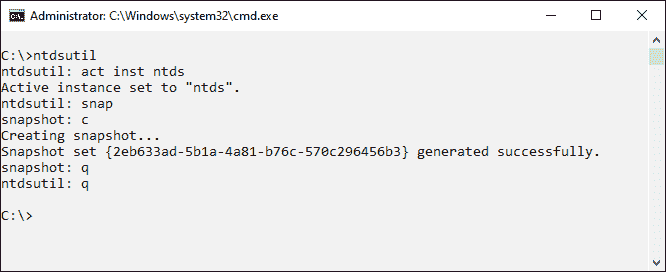 Administrator: C:\Windows\system32\cmd.exe
C:\>ntdsutil
ntdsutil: act inst ntds
Active instance set to "ntds".
ntdsutil: snap
snapshot: c
Creating snapshot...
Snapshot set {2eb633ad-5b1a-4a81-b76c-570c296456b3} generated successfully.
snapshot: q
ntdsutil: q
C:\>